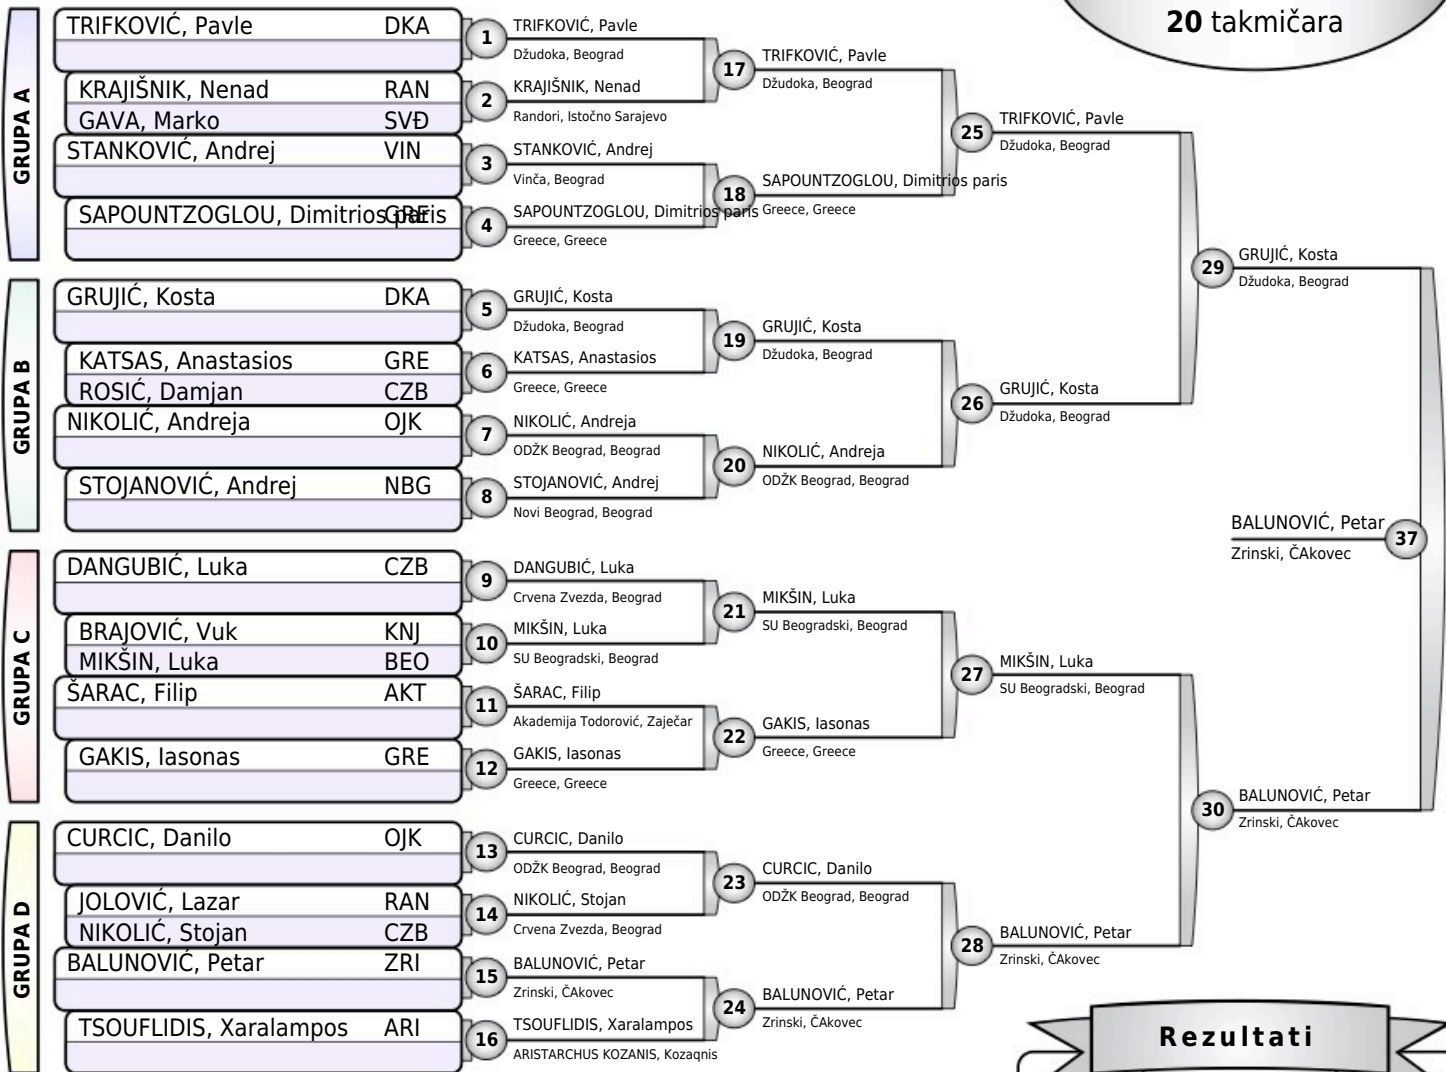 20 takmičara
GRUPA A
TRIFKOVIĆ, Pavle DKA
KRAJIŠNIK, Nenad RAN
GAVA, Marko SVĐ
STANKOVIĆ, Andrej VIN
SAPOUNTZOGLOU, Dimitrios paris GRE
1
TRIFKOVIĆ, Pavle
Džudoka, Beograd
2
KRAJIŠNIK, Nenad
Randori, Istočno Sarajevo
3
STANKOVIĆ, Andrej
Vinča, Beograd
4
SAPOUNTZOGLOU, Dimitrios paris
Greece, Greece
17
TRIFKOVIĆ, Pavle
Džudoka, Beograd
18
SAPOUNTZOGLOU, Dimitrios paris
Greece, Greece
25
TRIFKOVIĆ, Pavle
Džudoka, Beograd
GRUPA B
GRUJIĆ, Kosta DKA
KATSAS, Anastasios GRE
ROSIĆ, Damjan CZB
NIKOLIĆ, Andreja OJK
STOJANOVIĆ, Andrej NBG
5
GRUJIĆ, Kosta
Džudoka, Beograd
6
KATSAS, Anastasios
Greece, Greece
7
NIKOLIĆ, Andreja
ODŽK Beograd, Beograd
8
STOJANOVIĆ, Andrej
Novi Beograd, Beograd
19
GRUJIĆ, Kosta
Džudoka, Beograd
20
NIKOLIĆ, Andreja
ODŽK Beograd, Beograd
26
GRUJIĆ, Kosta
Džudoka, Beograd
29
GRUJIĆ, Kosta
Džudoka, Beograd
GRUPA C
DANGUBIĆ, Luka CZB
BRAJOVIĆ, Vuk KNJ
MIKŠIN, Luka BEO
ŠARAC, Filip AKT
GAKIS, Iasonas GRE
9
DANGUBIĆ, Luka
Crvena Zvezda, Beograd
10
MIKŠIN, Luka
SU Beogradski, Beograd
11
ŠARAC, Filip
Akademija Todorović, Zaječar
12
GAKIS, Iasonas
Greece, Greece
21
MIKŠIN, Luka
SU Beogradski, Beograd
22
GAKIS, Iasonas
Greece, Greece
27
MIKŠIN, Luka
SU Beogradski, Beograd
GRUPA D
CURCIC, Danilo OJK
JOLOVIĆ, Lazar RAN
NIKOLIĆ, Stojan CZB
BALUNOVIĆ, Petar ZRI
TSOUFLIDIS, Xaralampos ARI
13
CURCIC, Danilo
ODŽK Beograd, Beograd
14
NIKOLIĆ, Stojan
Crvena Zvezda, Beograd
15
BALUNOVIĆ, Petar
Zrinski, ČAkovec
16
TSOUFLIDIS, Xaralampos
ARISTARCHUS KOZANIS, Kozaqnis
23
CURCIC, Danilo
ODŽK Beograd, Beograd
24
BALUNOVIĆ, Petar
Zrinski, ČAkovec
28
BALUNOVIĆ, Petar
Zrinski, ČAkovec
30
BALUNOVIĆ, Petar
Zrinski, ČAkovec
BALUNOVIĆ, Petar
Zrinski, ČAkovec
37
Rezultati